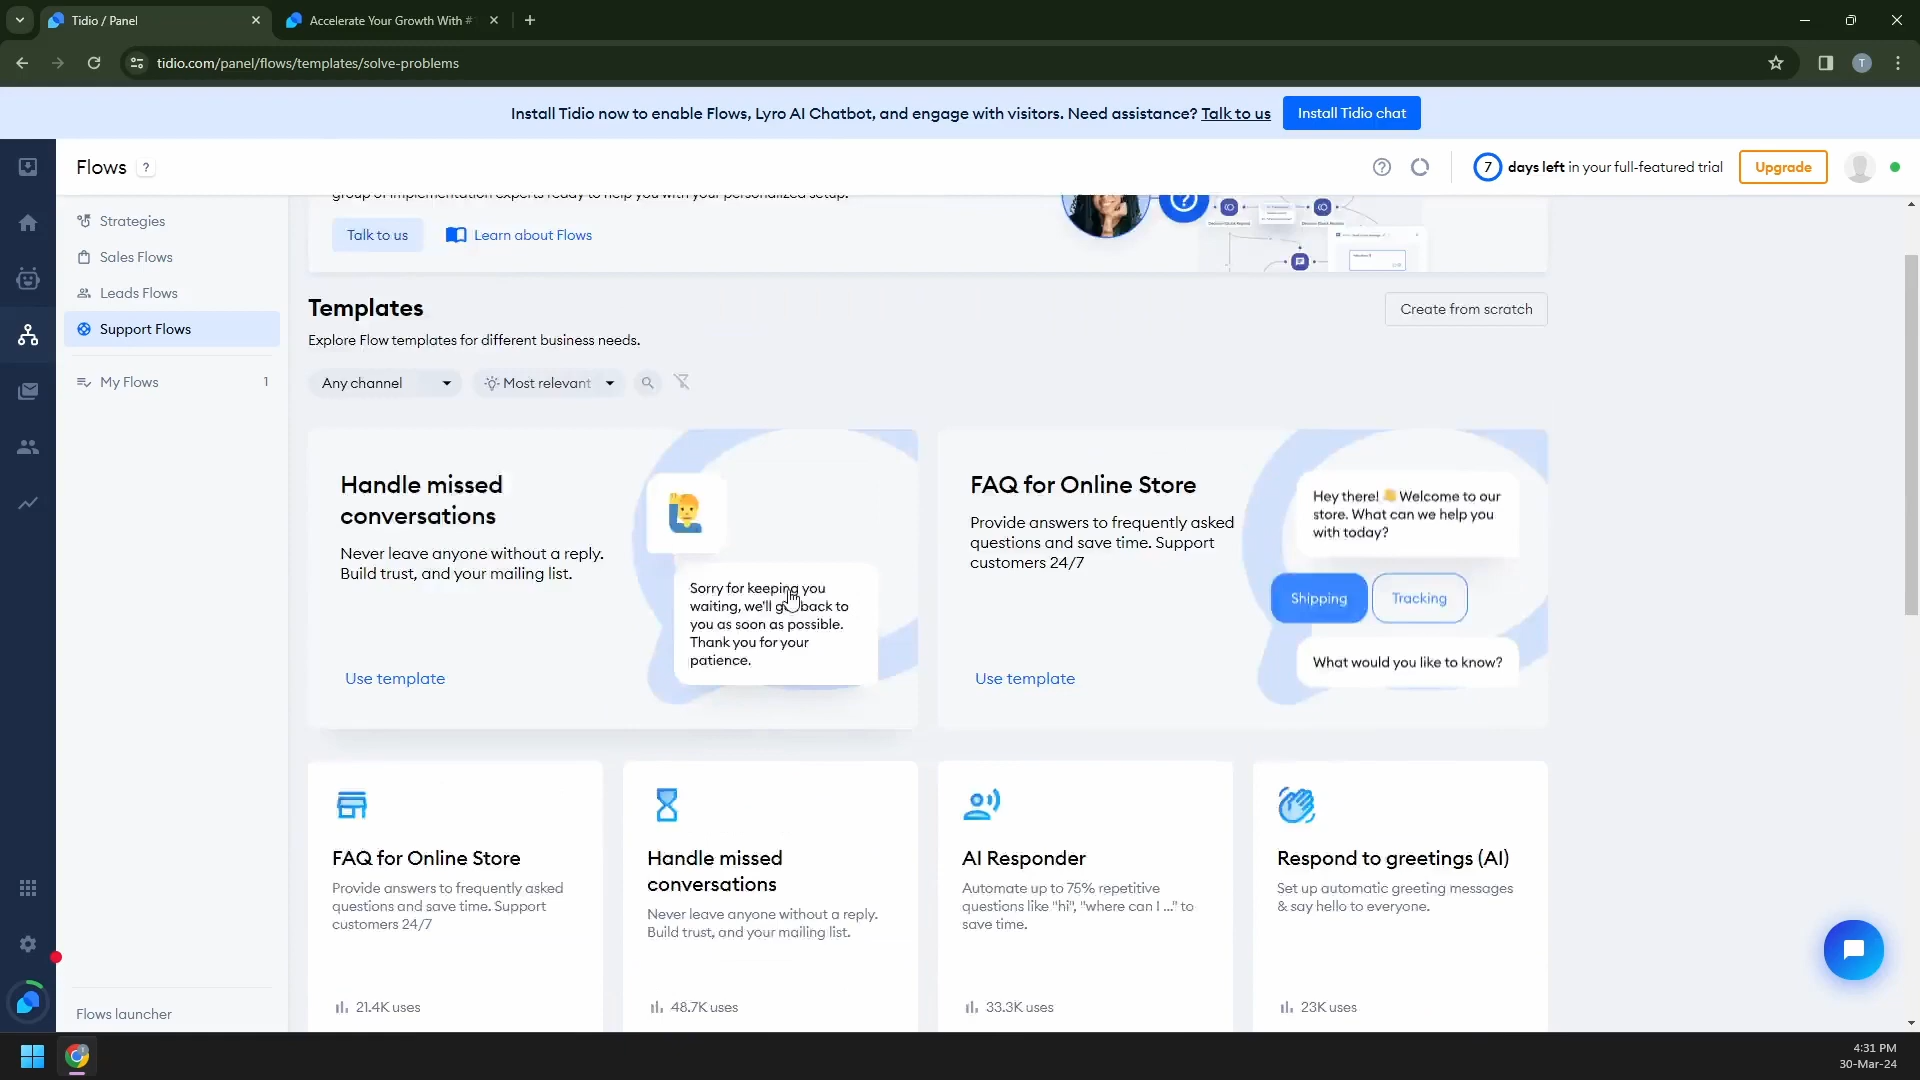 Tidio / Panel
Accelerate Your Growth With #
tidio.com/panel/flows/templates/solve-problems
T
Install Tidio now to enable Flows, Lyro AI Chatbot, and engage with visitors. Need assistance? Talk to us
Install Tidio chat
Flows ?
7 days left in your full-featured trial
Upgrade
Strategies
Sales Flows
Leads Flows
Support Flows
My Flows 1
Flows launcher
group of implementation experts ready to help you with your personalized setup.
Talk to us
Learn about Flows
Templates
Create from scratch
Explore Flow templates for different business needs.
Any channel
Most relevant
Handle missed
conversations
Never leave anyone without a reply.
Build trust, and your mailing list.
Use template
Sorry for keeping you
waiting, we'll get back to
you as soon as possible.
Thank you for your
patience.
FAQ for Online Store
Provide answers to frequently asked
questions and save time. Support
customers 24/7
Use template
Hey there! 👋 Welcome to our
store. What can we help you
with today?
Shipping
Tracking
What would you like to know?
FAQ for Online Store
Provide answers to frequently asked
questions and save time. Support
customers 24/7
21.4K uses
Handle missed
conversations
Never leave anyone without a reply.
Build trust, and your mailing list.
48.7K uses
AI Responder
Automate up to 75% repetitive
questions like "hi", "where can I ..." to
save time.
33.3K uses
Respond to greetings (AI)
Set up automatic greeting messages
& say hello to everyone.
23K uses
4:31 PM
30-Mar-24